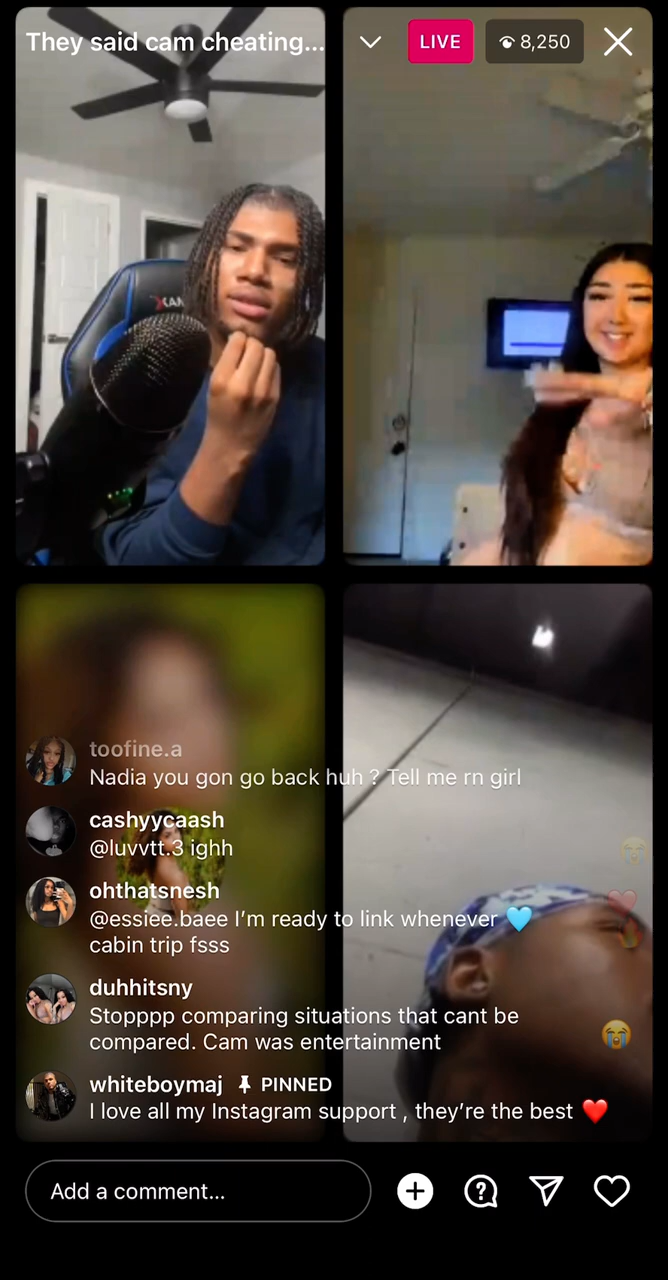 They said cam cheating...
LIVE
8,250
XAN
toofine.a
Nadia you gon go back huh ? Tell me rn girl
cashyycaash
@luvvtt.3 ighh
ohthatsnesh
@essiee.baee I’m ready to link whenever 🩵
cabin trip fsss
duhhitsny
Stopppp comparing situations that cant be
compared. Cam was entertainment
whiteboymaj 📌 PINNED
I love all my Instagram support , they’re the best ❤️
Add a comment...